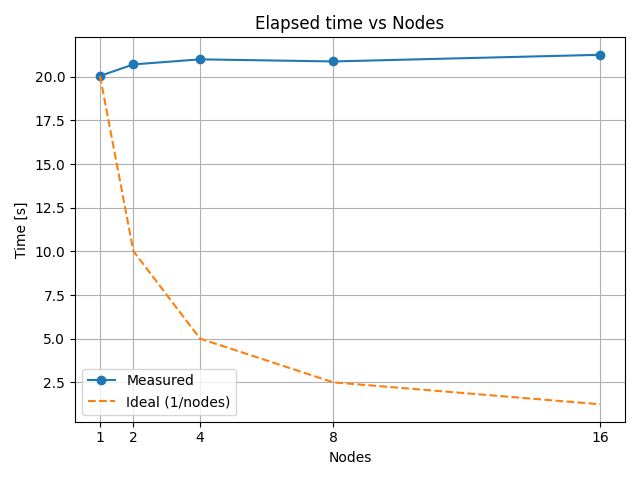 Elapsed time vs Nodes
Time [s]
20.0
17.5
15.0
12.5
10.0
7.5
5.0
2.5
Measured
Ideal (1/nodes)
1 2 4 8 16
Nodes